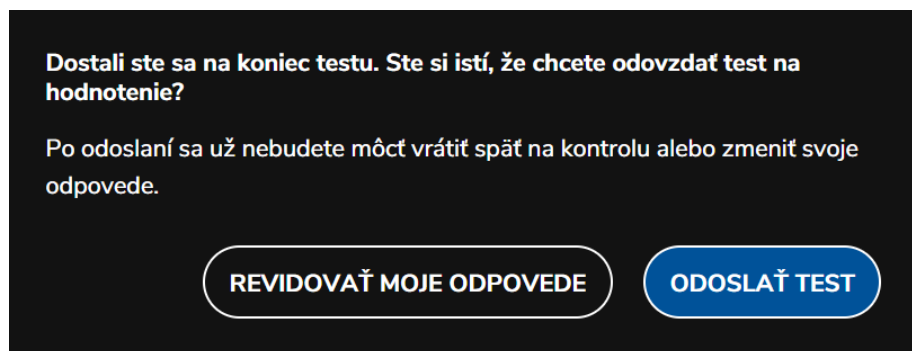 Dostali ste sa na koniec testu. Ste si istí, že chcete odovzdať test na
hodnotenie?
Po odoslaní sa už nebudete môcť vrátiť späť na kontrolu alebo zmeniť svoje
odpovede.
REVIDOVAŤ MOJE ODPOVEDE
ODOSLAŤ TEST